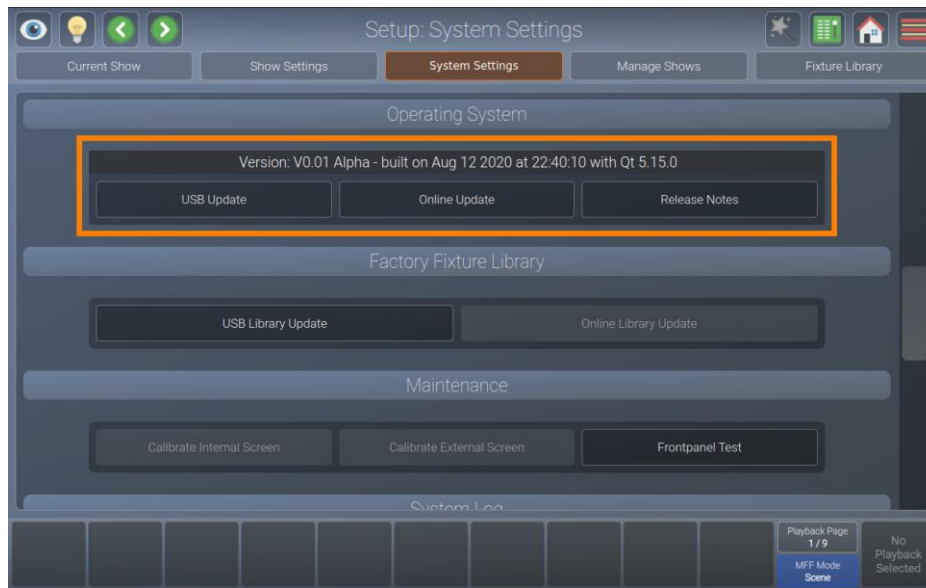 Setup: System Settings
Current Show
Show Settings
System Settings
Manage Shows
Fixture Library
Operating System
Version: V0.01 Alpha - built on Aug 12 2020 at 22:40:10 with Qt 5.15.0
USB Update
Online Update
Release Notes
Factory Fixture Library
USB Library Update
Online Library Update
Maintenance
Calibrate Internal Screen
Calibrate External Screen
Frontpanel Test
System Log
Playback Page
1 / 9
MFF Mode
Scene
No
Playback
Selected